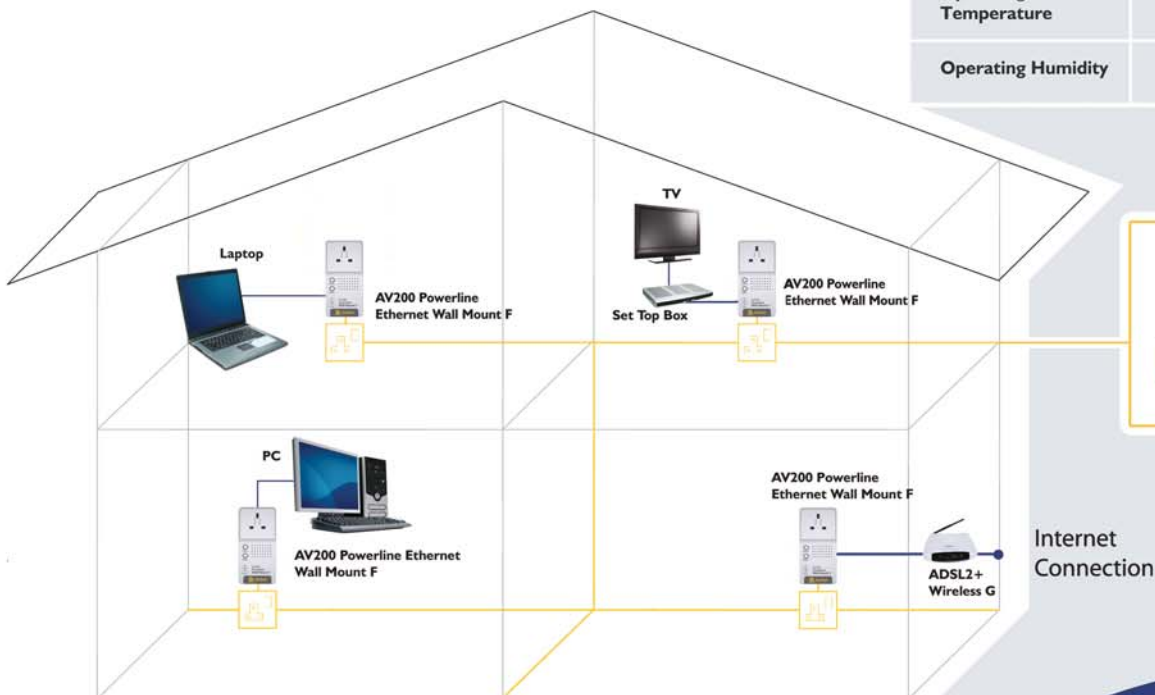 Temperature
Operating Humidity
TV
Laptop
AV200 Powerline
Ethernet Wall Mount F
AV200 Powerline
Ethernet Wall Mount F
Set Top Box
PC
AV200 Powerline
Ethernet Wall Mount F
AV200 Powerline Ethernet
Wall Mount F
ADSL2+
Wireless G
Internet
Connection